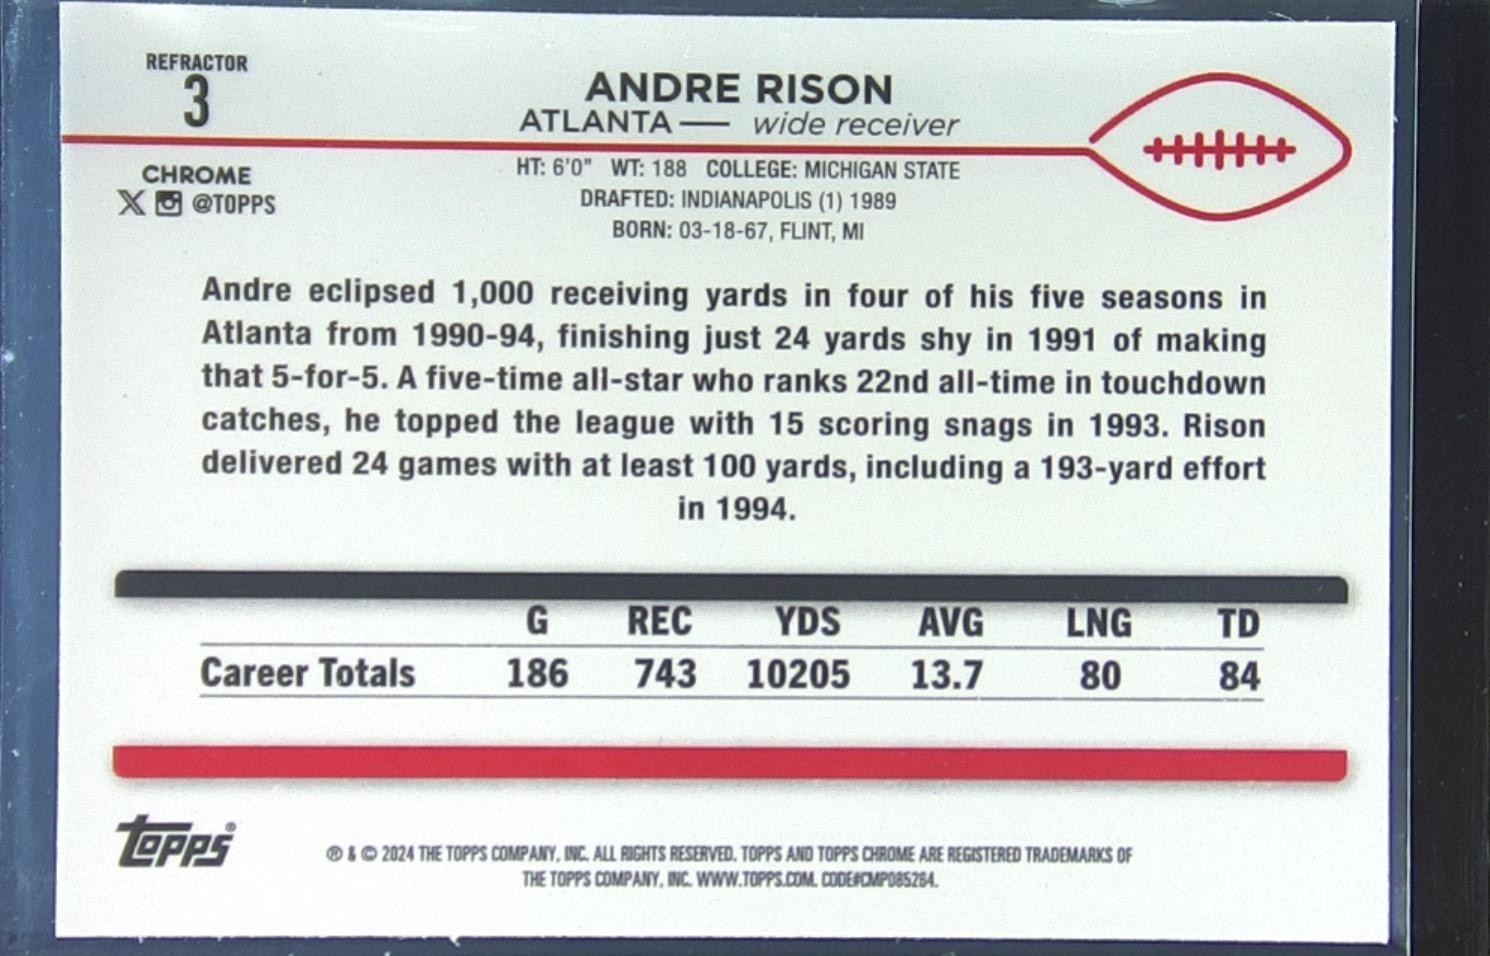 REFRACTOR
3
ANDRE RISON
ATLANTA — wide receiver
CHROME
X @TOPPS
HT: 6'0" WT: 188 COLLEGE: MICHIGAN STATE
DRAFTED: INDIANAPOLIS (1) 1989
BORN: 03-18-67, FLINT, MI
Andre eclipsed 1,000 receiving yards in four of his five seasons in
Atlanta from 1990-94, finishing just 24 yards shy in 1991 of making
that 5-for-5. A five-time all-star who ranks 22nd all-time in touchdown
catches, he topped the league with 15 scoring snags in 1993. Rison
delivered 24 games with at least 100 yards, including a 193-yard effort
in 1994.
G REC YDS AVG LNG TD
Career Totals 186 743 10205 13.7 80 84
Topps®
® & © 2024 THE TOPPS COMPANY, INC. ALL RIGHTS RESERVED. TOPPS AND TOPPS CHROME ARE REGISTERED TRADEMARKS OF
THE TOPPS COMPANY, INC. WWW.TOPPS.COM. CODE#CMP085264.